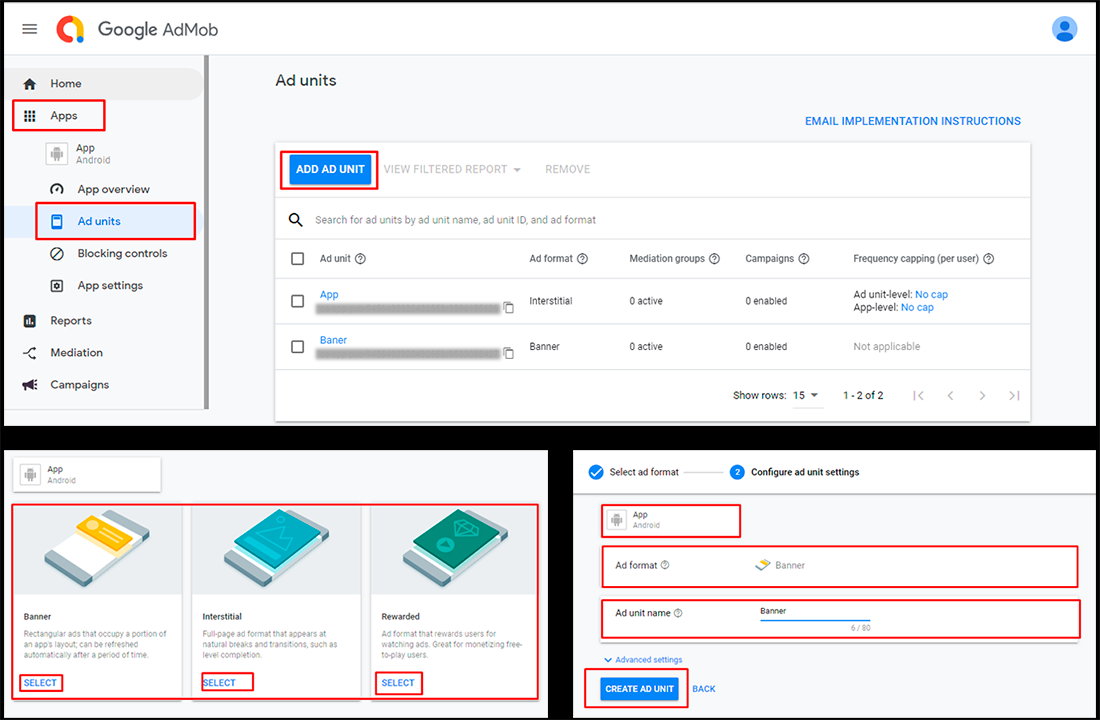 Google AdMob
Home
Apps
App
Android
App overview
Ad units
Blocking controls
App settings
Reports
Mediation
Campaigns
Ad units
EMAIL IMPLEMENTATION INSTRUCTIONS
ADD AD UNIT VIEW FILTERED REPORT REMOVE
Search for ad units by ad unit name, ad unit ID, and ad format
Ad unit Ad format Mediation groups Campaigns Frequency capping (per user)
App Interstitial 0 active 0 enabled Ad unit-level: No cap
App-level: No cap
Baner Banner 0 active 0 enabled Not applicable
Show rows: 15 1 - 2 of 2
App
Android
Banner
Rectangular ads that occupy a portion of
an app's layout; can be refreshed
automatically after a period of time.
SELECT
Interstitial
Full-page ad format that appears at
natural breaks and transitions, such as
level completion.
SELECT
Rewarded
Ad format that rewards users for
watching ads. Great for monetizing free-
to-play users.
SELECT
Select ad format 2 Configure ad unit settings
App
Android
Ad format Banner
Ad unit name Banner
6 / 80
Advanced settings
CREATE AD UNIT BACK